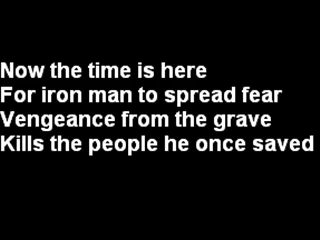 Now the time is here
For iron man to spread fear
Vengeance from the grave
Kills the people he once saved